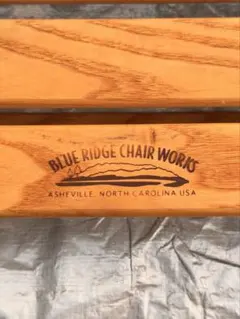 BLUE RIDGE CHAIR WORKS
ASHEVILLE, NORTH CAROLINA USA